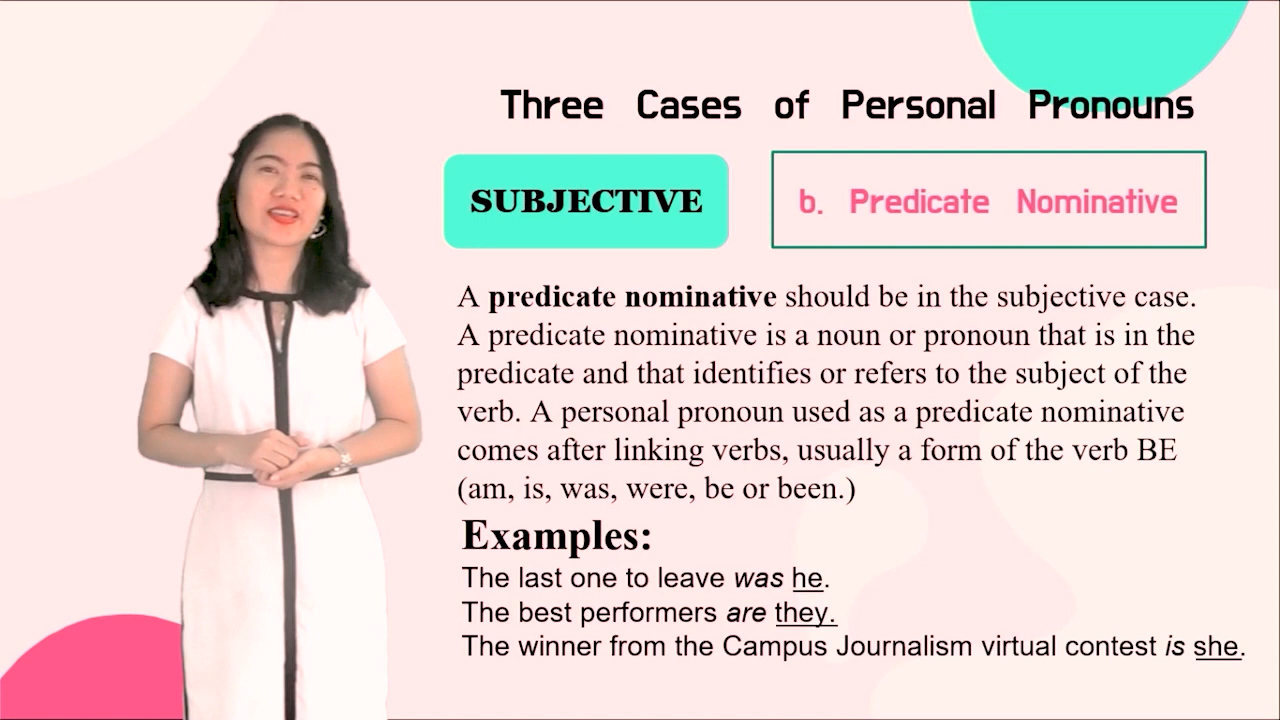 Three Cases of Personal Pronouns
SUBJECTIVE
b. Predicate Nominative
A predicate nominative should be in the subjective case.
A predicate nominative is a noun or pronoun that is in the
predicate and that identifies or refers to the subject of the
verb. A personal pronoun used as a predicate nominative
comes after linking verbs, usually a form of the verb BE
(am, is, was, were, be or been.)
Examples:
The last one to leave was he.
The best performers are they.
The winner from the Campus Journalism virtual contest is she.